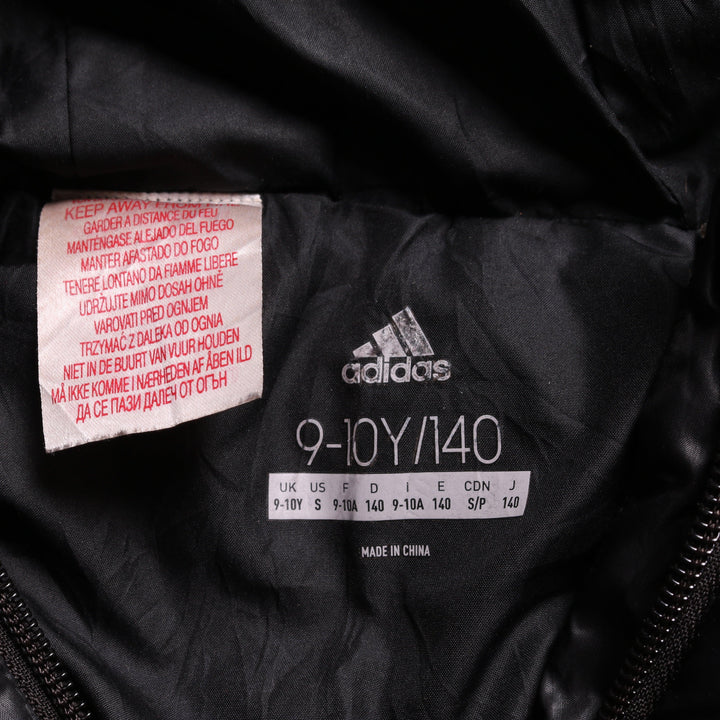 KEEP AWAY FROM FIRE
GARDER A DISTANCE DU FEU
MANTÉNGASE ALEJADO DEL FUEGO
MANTER AFASTADO DO FOGO
TENERE LONTANO DA FIAMME LIBERE
UDRŽUJTE MIMO DOSAH OHNĚ
VAROVATI PRED OGNJEM
TRZYMAĆ Z DALEKA OD OGNIA
NIET IN DE BUURT VAN VUUR HOUDEN
MÅ IKKE KOMME I NÆRHEDEN AF ÅBEN ILD
ДА СЕ ПАЗИ ДАЛЕЧ ОТ ОГЪН
adidas
9-10Y/140
UK US F D i E CDN J
9-10Y S 9-10A 140 9-10A 140 S/P 140
MADE IN CHINA